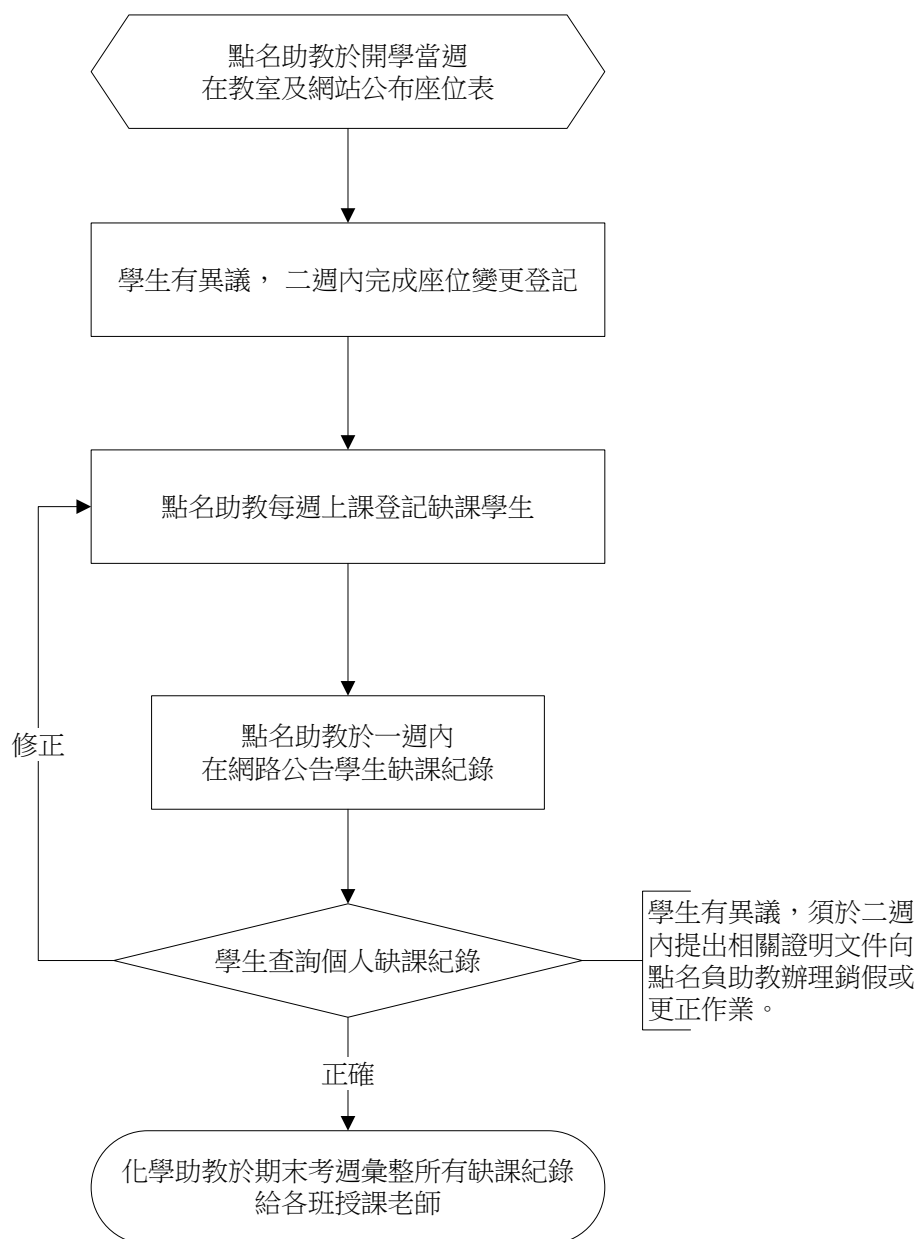 點名助教於開學當週
在教室及網站公布座位表
學生有異議， 二週內完成座位變更登記
點名助教每週上課登記缺課學生
點名助教於一週內
在網路公告學生缺課紀錄
修正
學生查詢個人缺課紀錄
學生有異議，須於二週
內提出相關證明文件向
點名負助教辦理銷假或
更正作業。
正確
化學助教於期末考週彙整所有缺課紀錄
給各班授課老師